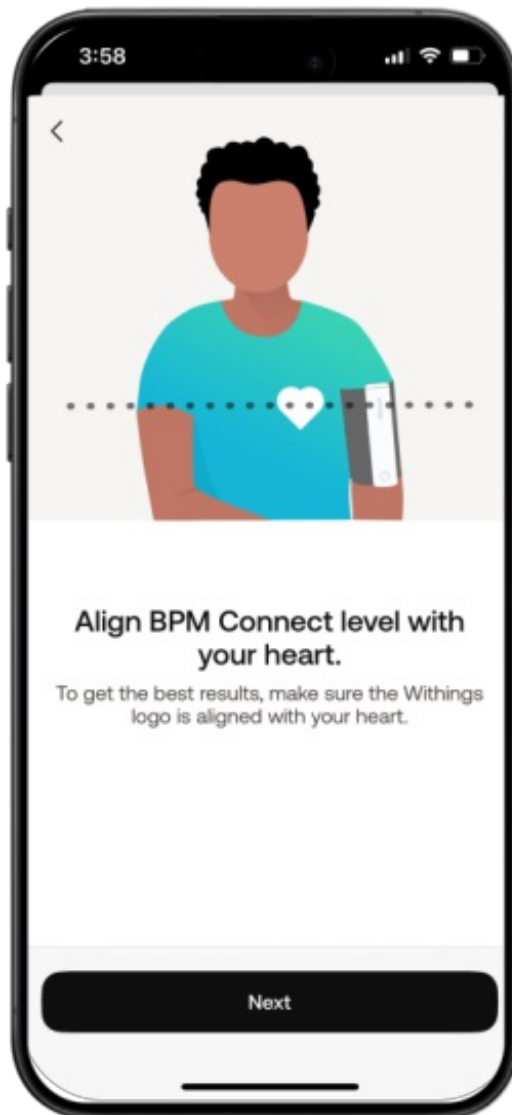 3:58
Align BPM Connect level with
your heart.
To get the best results, make sure the Withings
logo is aligned with your heart.
Next